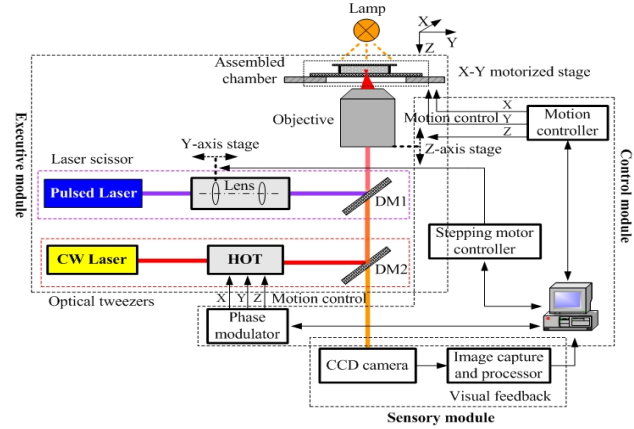 Lamp
X
Y
Z
Assembled
chamber
X-Y motorized stage
Objective
Motion control
X
Y
Z
Motion
controller
Z-axis stage
Executive module
Control module
Laser scissor
Y-axis stage
Lens
Pulsed Laser
DM1
Stepping motor
controller
CW Laser
HOT
DM2
Optical tweezers
X Y Z Motion control
Phase
modulator
CCD camera
Image capture
and processor
Visual feedback
Sensory module